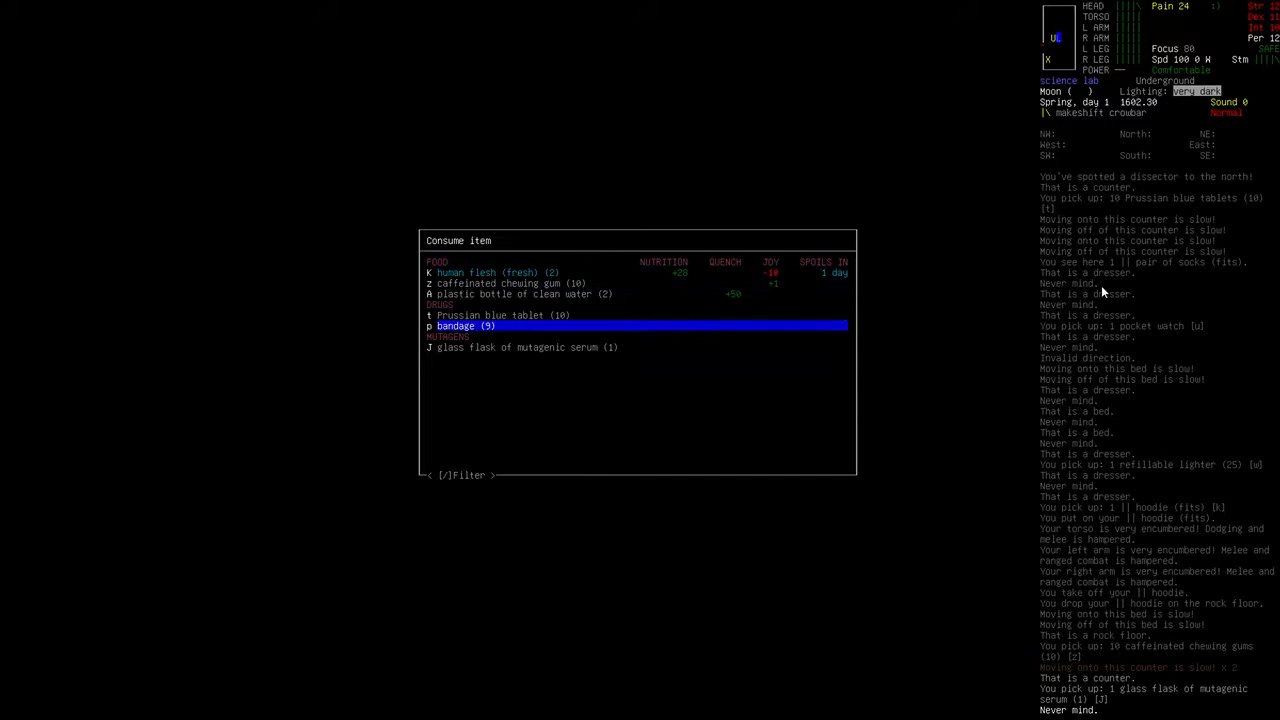 HEAD ||||\ Pain 24 :) Str 12
TORSO ||||| Dex 11
L ARM ||||| Int 10
R ARM ||||| Per 12
L LEG ||||| Focus 80 SAFE
R LEG ||||| Spd 100 0 W Stm ||||\
POWER — Comfortable
science lab Underground
Moon ( ) Lighting: very dark
Spring, day 1 1602.30 Sound 0
|\ makeshift crowbar Normal
NW: North: NE:
West: East:
SW: South: SE:
You've spotted a dissector to the north!
That is a counter.
You pick up: 10 Prussian blue tablets (10)
[t]
Moving onto this counter is slow!
Moving off of this counter is slow!
Moving onto this counter is slow!
Moving off of this counter is slow!
You see here 1 || pair of socks (fits).
That is a dresser.
Never mind.
That is a dresser.
Never mind.
That is a dresser.
You pick up: 1 pocket watch [u]
That is a dresser.
Never mind.
Invalid direction.
Moving onto this bed is slow!
Moving off of this bed is slow!
That is a dresser.
Never mind.
That is a bed.
Never mind.
That is a bed.
Never mind.
That is a dresser.
You pick up: 1 refillable lighter (25) [w]
That is a dresser.
Never mind.
That is a dresser.
You pick up: 1 || hoodie (fits) [k]
You put on your || hoodie (fits).
Your torso is very encumbered! Dodging and
melee is hampered.
Your left arm is very encumbered! Melee and
ranged combat is hampered.
Your right arm is very encumbered! Melee and
ranged combat is hampered.
You take off your || hoodie.
You drop your || hoodie on the rock floor.
Moving onto this bed is slow!
Moving off of this bed is slow!
That is a rock floor.
You pick up: 10 caffeinated chewing gums
(10) [z]
Moving onto this counter is slow! x 2
That is a counter.
You pick up: 1 glass flask of mutagenic
serum (1) [J]
Never mind.
Consume item
FOOD NUTRITION QUENCH JOY SPOILS IN
K human flesh (fresh) (2) +28 -10 1 day
z caffeinated chewing gum (10) +1
A plastic bottle of clean water (2) +50
DRUGS
t Prussian blue tablet (10)
p bandage (9)
MUTAGENS
J glass flask of mutagenic serum (1)
< [/]Filter >
U
X